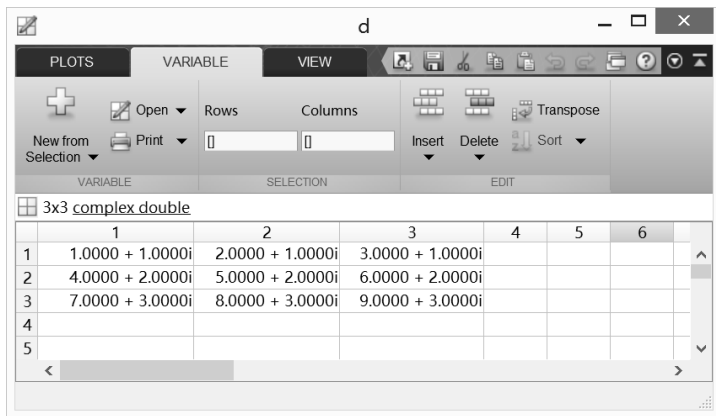 d
PLOTS VARIABLE VIEW
New from Selection
Open
Print
VARIABLE
Rows Columns
[] []
SELECTION
Insert
Delete
Transpose
Sort
EDIT
3x3 complex double
1 2 3 4 5 6
1 1.0000 + 1.0000i 2.0000 + 1.0000i 3.0000 + 1.0000i
2 4.0000 + 2.0000i 5.0000 + 2.0000i 6.0000 + 2.0000i
3 7.0000 + 3.0000i 8.0000 + 3.0000i 9.0000 + 3.0000i
4
5